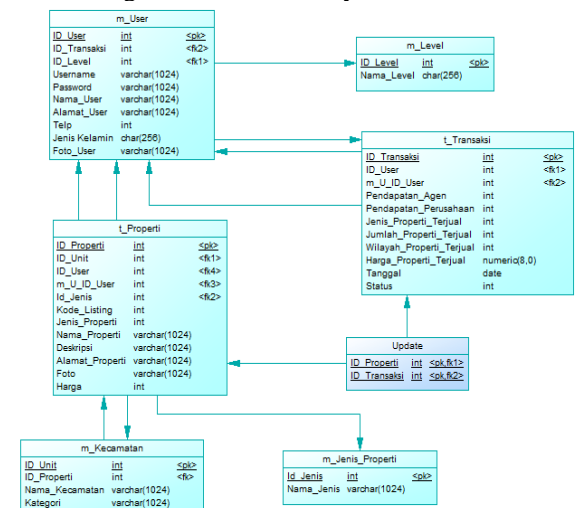 m_User
ID_User int <pk>
ID_Transaksi int <fk2>
ID_Level int <fk1>
Username varchar(1024)
Password varchar(1024)
Nama_User varchar(1024)
Alamat_User varchar(1024)
Telp int
Jenis Kelamin char(256)
Foto_User varchar(1024)
m_Level
ID_Level int <pk>
Nama_Level char(256)
t_Transaksi
ID_Transaksi int <pk>
ID_User int <fk1>
m_U_ID_User int <fk2>
Pendapatan_Agen int
Pendapatan_Perusahaan int
Jenis_Properti_Terjual int
Jumlah_Properti_Terjual int
Wilayah_Properti_Terjual int
Harga_Properti_Terjual numeric(8,0)
Tanggal date
Status int
t_Properti
ID_Properti int <pk>
ID_Unit int <fk1>
ID_User int <fk4>
m_U_ID_User int <fk3>
Id_Jenis int <fk2>
Kode_Listing int
Jenis_Properti int
Nama_Properti varchar(1024)
Deskripsi varchar(1024)
Alamat_Properti varchar(1024)
Foto varchar(1024)
Harga int
Update
ID_Properti int <pk,fk1>
ID_Transaksi int <pk,fk2>
m_Kecamatan
ID_Unit int <pk>
ID_Properti int <fk>
Nama_Kecamatan varchar(1024)
Kategori varchar(1024)
m_Jenis_Properti
Id_Jenis int <pk>
Nama_Jenis varchar(1024)